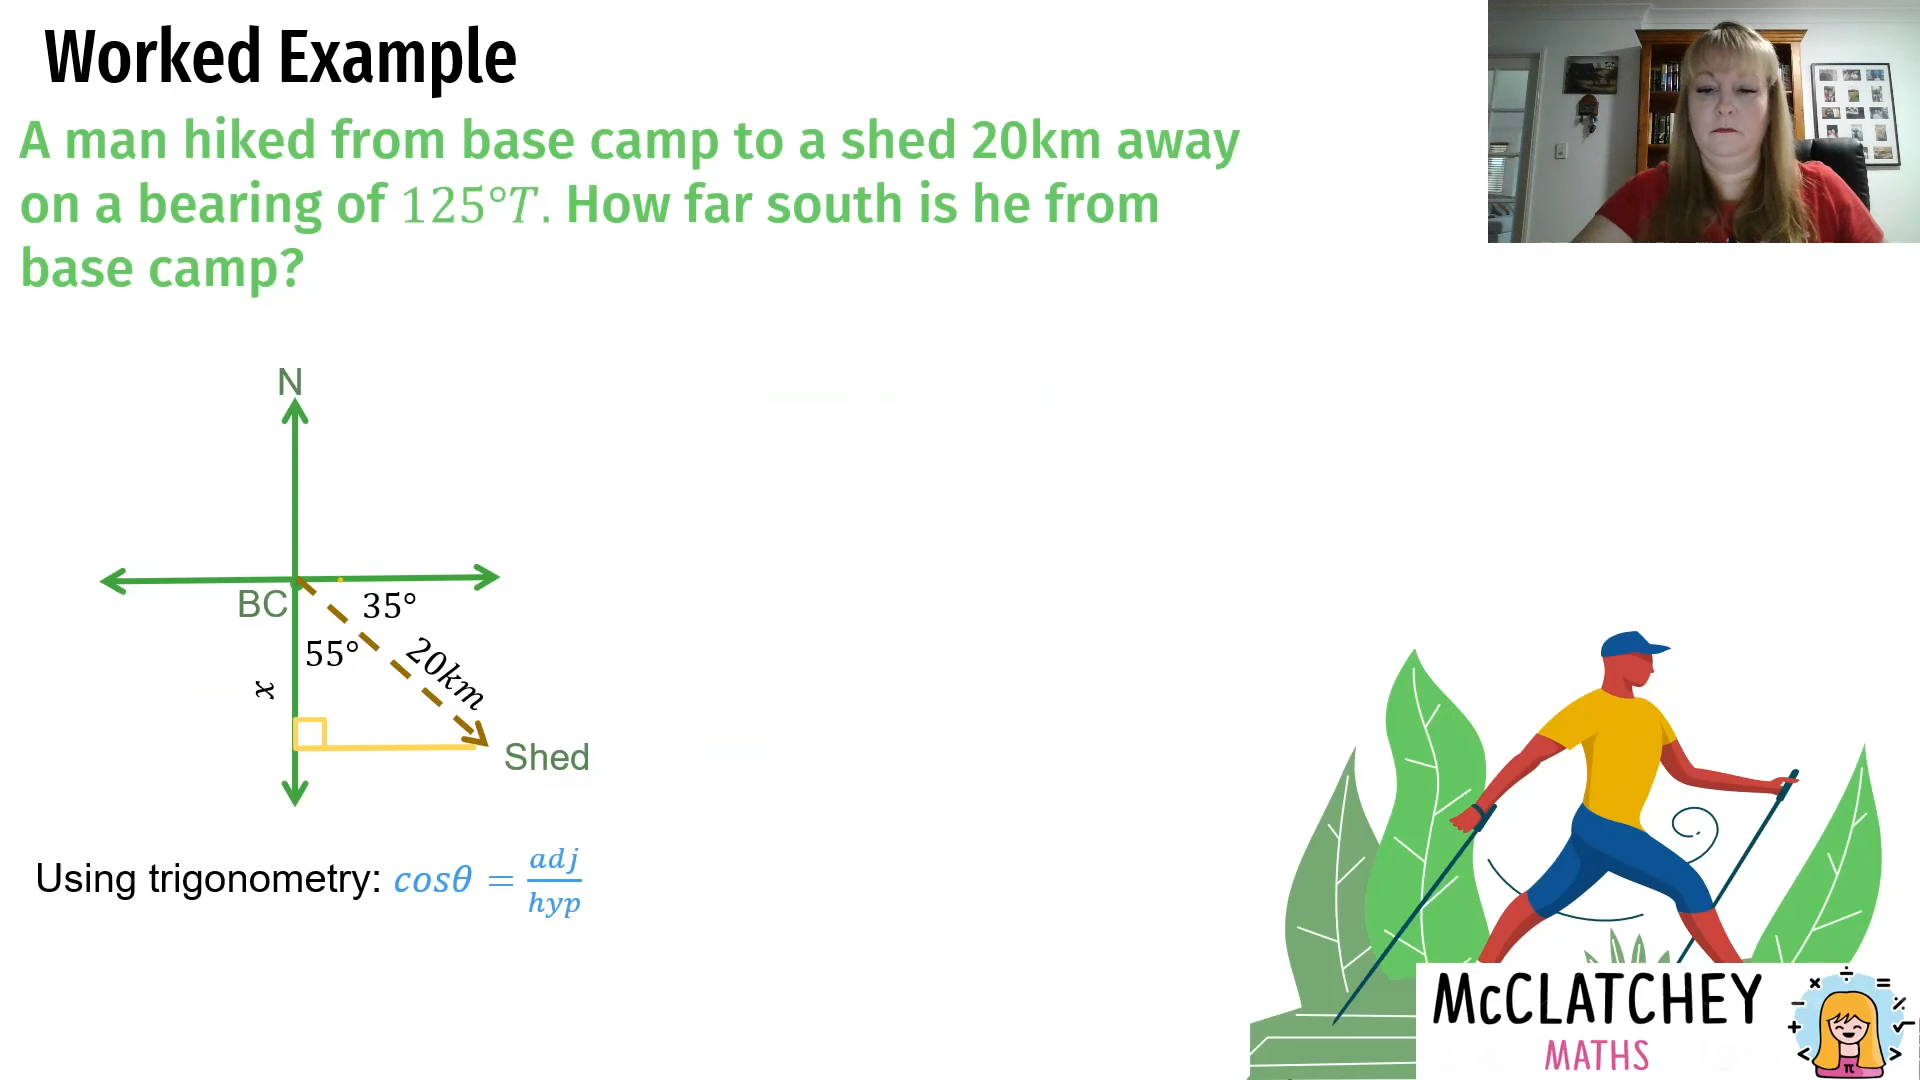 Worked Example
A man hiked from base camp to a shed 20km away
on a bearing of 125°T. How far south is he from
base camp?
N
BC
35°
55°
20km
x
Shed
Using trigonometry: cosθ = adj/hyp
McCLATCHEY
MATHS